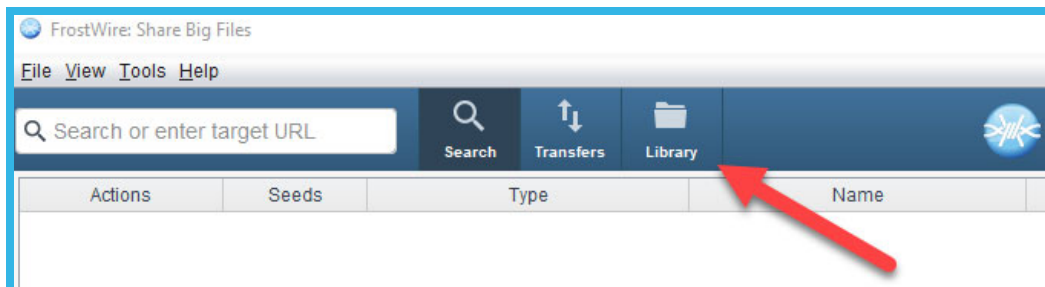 FrostWire: Share Big Files
File View Tools Help
Search or enter target URL
Search Transfers Library
Actions Seeds Type Name